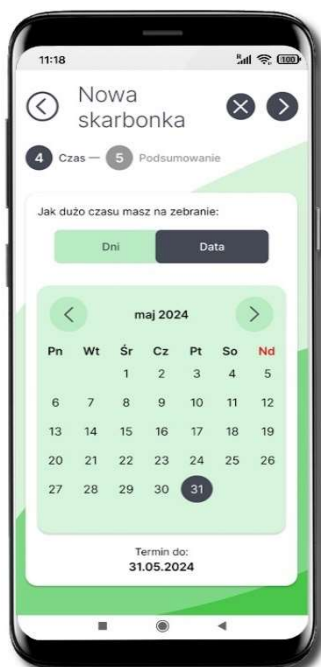 11:18
R
100
Nowa
skarbonka
4 Czas — 5 Podsumowanie
Jak dużo czasu masz na zebranie:
Dni Data
maj 2024
Pn Wt Śr Cz Pt So Nd
1 2 3 4 5
6 7 8 9 10 11 12
13 14 15 16 17 18 19
20 21 22 23 24 25 26
27 28 29 30 31
Termin do:
31.05.2024